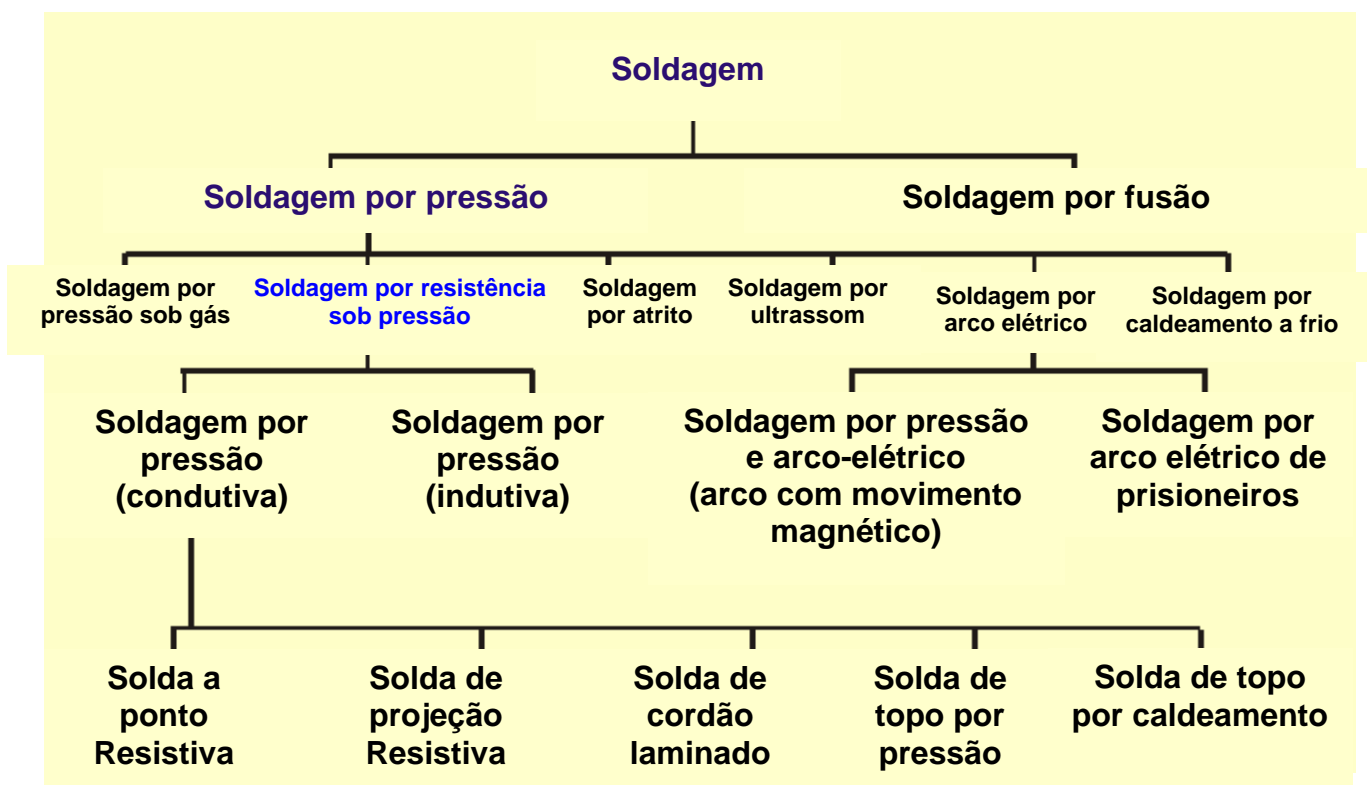 Soldagem
Soldagem por pressão
Soldagem por fusão
Soldagem por
pressão sob gás
Soldagem por resistência
sob pressão
Soldagem
por atrito
Soldagem por
ultrassom
Soldagem por
arco elétrico
Soldagem por
caldeamento a frio
Soldagem por
pressão
(condutiva)
Soldagem por
pressão
(indutiva)
Soldagem por pressão
e arco-elétrico
(arco com movimento
magnético)
Soldagem por
arco elétrico de
prisioneiros
Solda a
ponto
Resistiva
Solda de
projeção
Resistiva
Solda de
cordão
laminado
Solda de
topo por
pressão
Solda de topo
por caldeamento